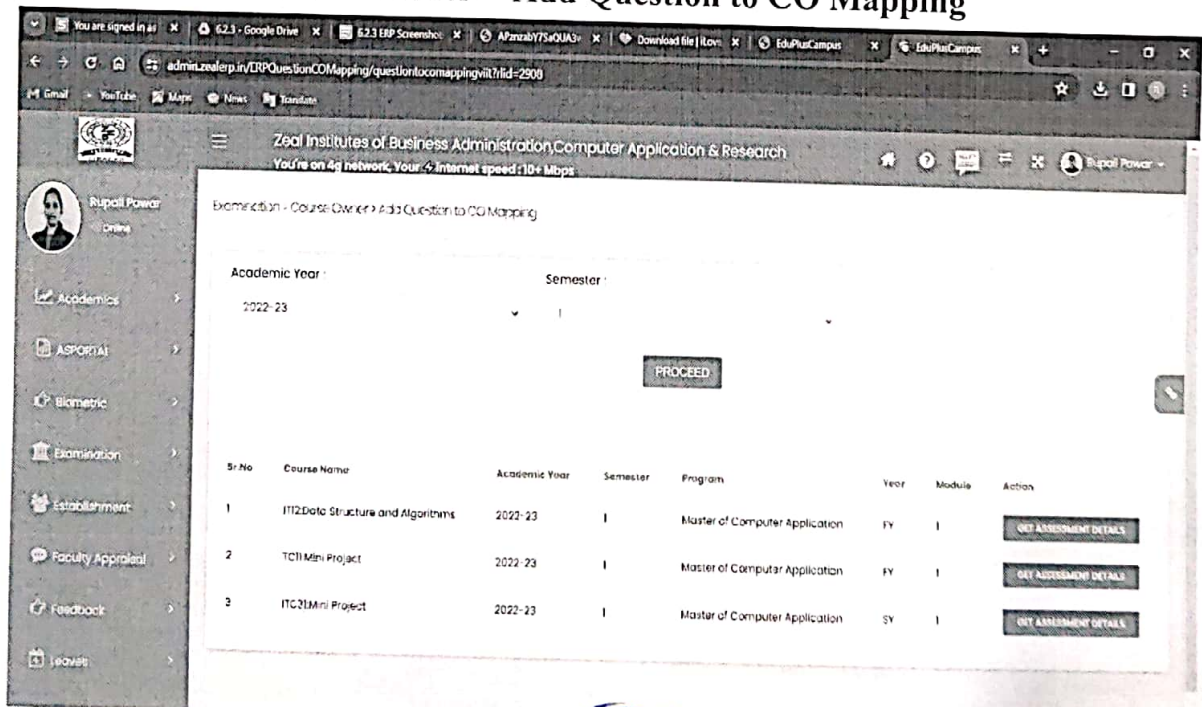 Add Question to CO Mapping
You are signed in as
6.2.3 - Google Drive
6.2.3 ERP Screenshot
APznzabY7SaQUA3v
Download file | iLove
EduPlusCampus
EduPlusCampus
admin.zealerp.in/ERPQuestionCOMapping/questiontocomappingviit?rlid=2908
Gmail
YouTube
Maps
News
Translate
Zeal Institutes of Business Administration,Computer Application & Research
You're on 4g network, Your Internet speed : 10+ Mbps
Rupali Pawar
Rupali Pawar
Online
Examination - Course Owner > Add Question to CO Mapping
Academic Year :
Semester :
2022-23
I
PROCEED
Academics
ASPORTAL
Biometric
Examination
Establishment
Faculty Appraisal
Feedback
Leaves
Sr.No Course Name Academic Year Semester Program Year Module Action
1 IT12:Data Structure and Algorithms 2022-23 I Master of Computer Application FY 1 GET ASSESSMENT DETAILS
2 TC11:Mini Project 2022-23 I Master of Computer Application FY 1 GET ASSESSMENT DETAILS
3 ITC31:Mini Project 2022-23 I Master of Computer Application SY 1 GET ASSESSMENT DETAILS